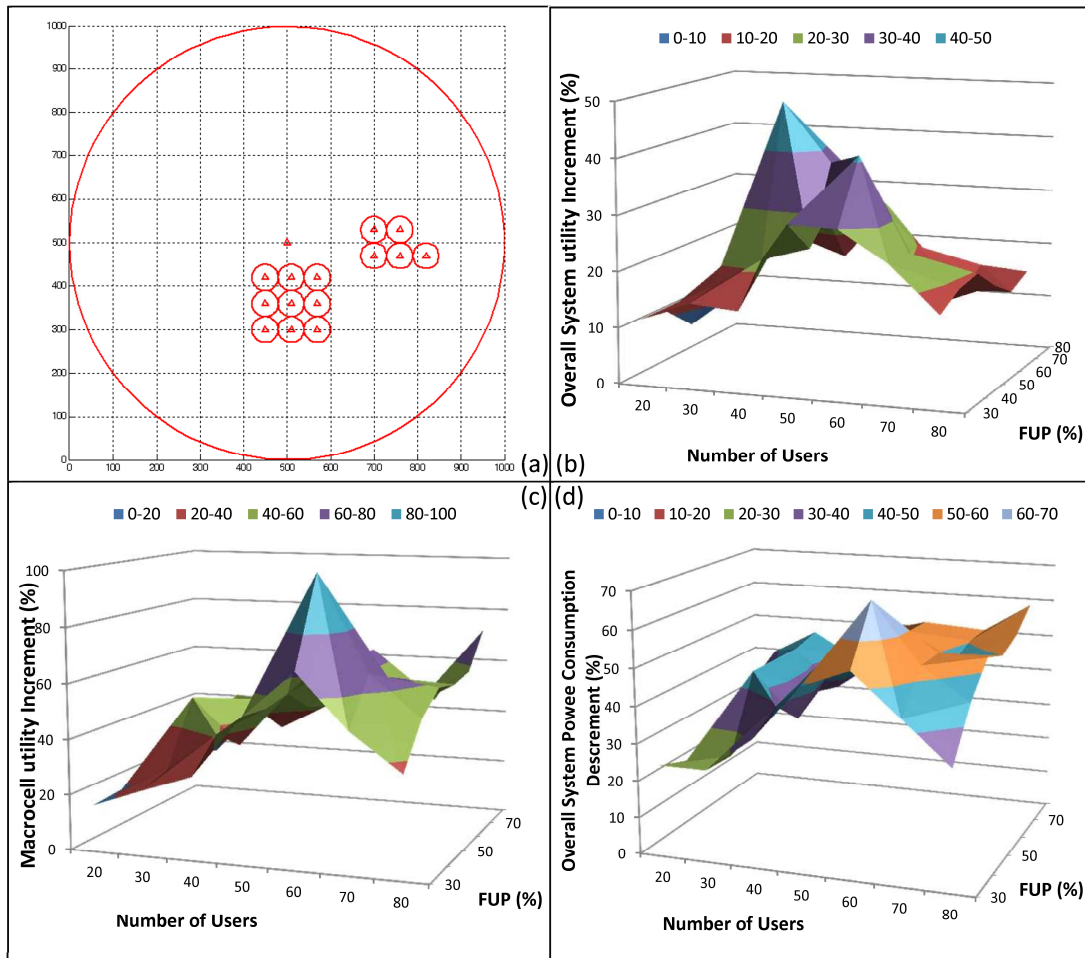 1000
900
800
700
600
500
400
300
200
100
0
0 100 200 300 400 500 600 700 800 900 1000
(a)
0-10 10-20 20-30 30-40 40-50
Overall System utility Increment (%)
50
40
30
20
10
0
20 30 40 50 60 70 80
Number of Users
30 40 50 60 70 80
FUP (%)
(b)
(c)
0-20 20-40 40-60 60-80 80-100
Macrocell utility Increment (%)
100
80
60
40
20
0
20 30 40 50 60 70 80
Number of Users
30 50 70
FUP (%)
(d)
0-10 10-20 20-30 30-40 40-50 50-60 60-70
Overall System Power Consumption
Descrement (%)
70
60
50
40
30
20
10
0
20 30 40 50 60 70 80
Number of Users
30 50 70
FUP (%)